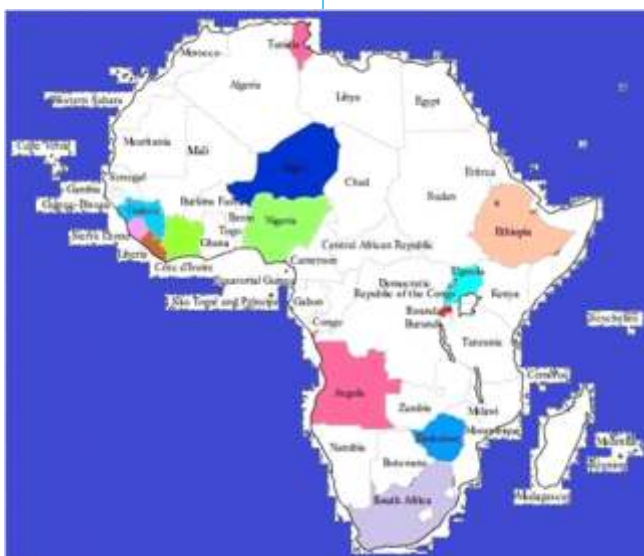 Tunisia
Morocco
Algeria
Libya
Egypt
Western Sahara
Mauritania
Mali
Niger
Chad
Sudan
Eritrea
Cape Verde
Senegal
Gambia
Guinea-Bissau
Guinea
Sierra Leone
Liberia
Côte d'Ivoire
Burkina Faso
Benin
Togo
Ghana
Nigeria
Ethiopia
Central African Republic
Cameroon
Equatorial Guinea
São Tomé and Príncipe
Gabon
Congo
Democratic
Republic of the Congo
Uganda
Kenya
Rwanda
Burundi
Tanzania
Seychelles
Comoros
Angola
Zambia
Malawi
Mozambique
Zimbabwe
Namibia
Botswana
South Africa
Madagascar